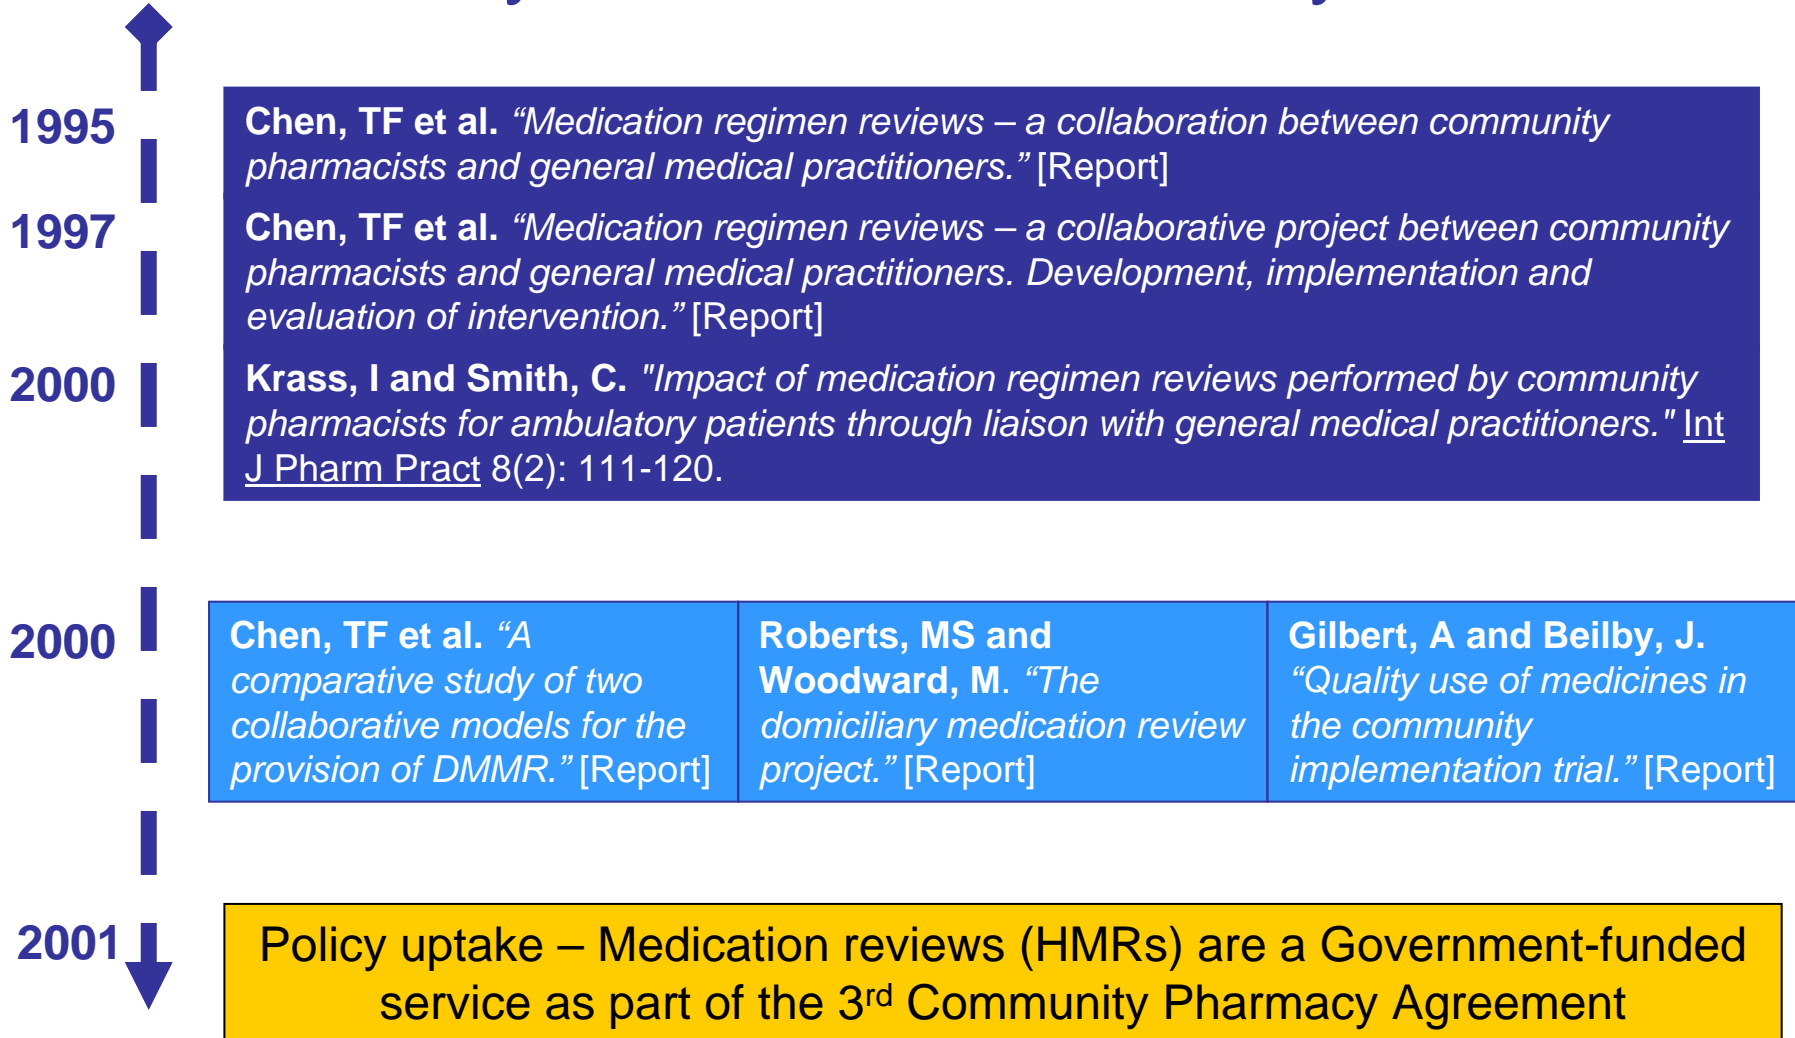 1995
Chen, TF et al. “Medication regimen reviews – a collaboration between community
pharmacists and general medical practitioners.” [Report]
1997
Chen, TF et al. “Medication regimen reviews – a collaborative project between community
pharmacists and general medical practitioners. Development, implementation and
evaluation of intervention.” [Report]
2000
Krass, I and Smith, C. "Impact of medication regimen reviews performed by community
pharmacists for ambulatory patients through liaison with general medical practitioners." Int
J Pharm Pract 8(2): 111-120.
2000
Chen, TF et al. “A
comparative study of two
collaborative models for the
provision of DMMR.” [Report]
Roberts, MS and
Woodward, M. “The
domiciliary medication review
project.” [Report]
Gilbert, A and Beilby, J.
“Quality use of medicines in
the community
implementation trial.” [Report]
2001
Policy uptake – Medication reviews (HMRs) are a Government-funded
service as part of the 3rd Community Pharmacy Agreement